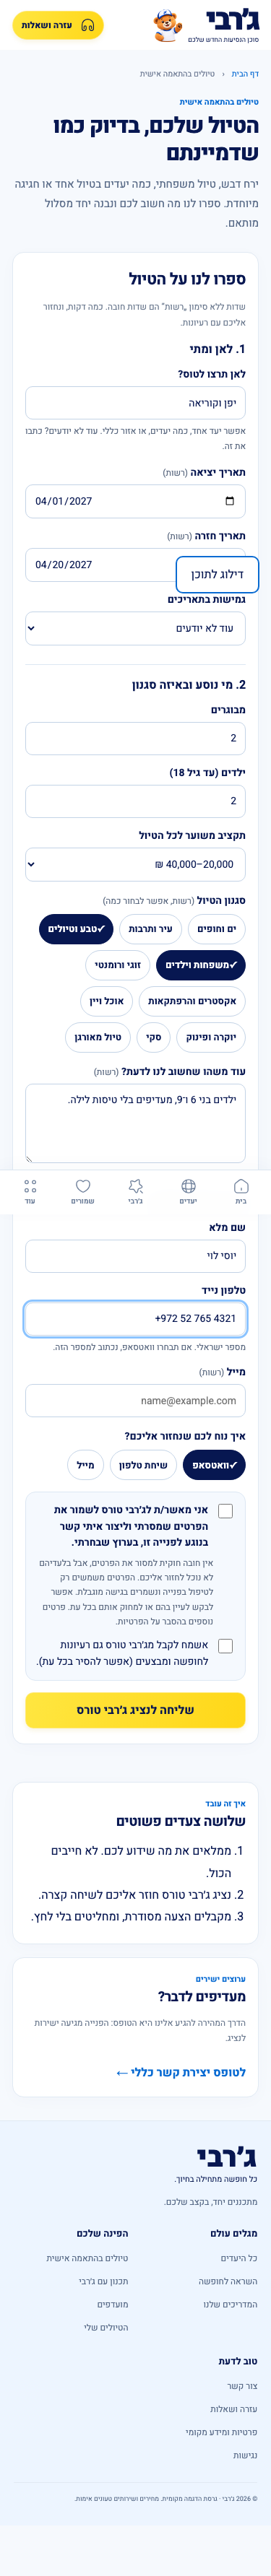 ג׳רבי
סוכן הנסיעות החדש שלכם
עזרה ושאלות
דף הבית › טיולים בהתאמה אישית
טיולים בהתאמה אישית
הטיול שלכם, בדיוק כמו
שדמיינתם
ירח דבש, טיול משפחתי, כמה יעדים בטיול אחד או חגיגה
מיוחדת. ספרו לנו מה חשוב לכם ונבנה יחד מסלול
מותאם.
ספרו לנו על הטיול
שדות ללא סימון „רשות” הם שדות חובה. כמה דקות, ונחזור
אליכם עם רעיונות.
1. לאן ומתי
לאן תרצו לטוס?
יפן וקוריאה
אפשר יעד אחד, כמה יעדים, או אזור כללי. עוד לא יודעים? כתבו
את זה.
תאריך יציאה (רשות)
04/01/2027
תאריך חזרה (רשות)
04/20/2027
דילוג לתוכן
גמישות בתאריכים
עוד לא יודעים
2. מי נוסע ובאיזה סגנון
מבוגרים
2
ילדים (עד גיל 18)
2
תקציב משוער לכל הטיול
20,000–40,000 ₪
סגנון הטיול (רשות, אפשר לבחור כמה)
ים וחופים
עיר ותרבות
✓טבע וטיולים
✓משפחות וילדים
זוגי ורומנטי
אקסטרים והרפתקאות
אוכל ויין
יוקרה ופינוק
סקי
טיול מאורגן
עוד משהו שחשוב לנו לדעת? (רשות)
ילדים בני 6 ו־9, מעדיפים בלי טיסות לילה.
בית
יעדים
ג׳רבי
שמורים
עוד
שם מלא
יוסי לוי
טלפון נייד
+972 52 765 4321
מספר ישראלי. אם תבחרו וואטסאפ, נכתוב למספר הזה.
מייל (רשות)
name@example.com
איך נוח לכם שנחזור אליכם?
✓וואטסאפ
שיחת טלפון
מייל
אני מאשר/ת לג׳רבי טורס לשמור את
הפרטים שמסרתי וליצור איתי קשר
בנוגע לפנייה זו, בערוץ שבחרתי.
אין חובה חוקית למסור את הפרטים, אבל בלעדיהם
לא נוכל לחזור אליכם. הפרטים משמשים רק
לטיפול בפנייה ונשמרים בגישה מוגבלת. אפשר
לבקש לעיין בהם או למחוק אותם בכל עת. פרטים
נוספים בהסבר על הפרטיות.
אשמח לקבל מג׳רבי טורס גם רעיונות
לחופשה ומבצעים (אפשר להסיר בכל עת).
שליחה לנציג ג׳רבי טורס
איך זה עובד
שלושה צעדים פשוטים
1. ממלאים את מה שידוע לכם. לא חייבים
הכול.
2. נציג ג׳רבי טורס חוזר אליכם לשיחה קצרה.
3. מקבלים הצעה מסודרת, ומחליטים בלי לחץ.
ערוצים ישירים
מעדיפים לדבר?
הדרך המהירה להגיע אלינו היא הטופס: הפנייה מגיעה ישירות
לנציג.
לטופס יצירת קשר כללי ←
ג׳רבי
כל חופשה מתחילה בחיוך.
מתכננים יחד, בקצב שלכם.
מגלים עולם
כל היעדים
השראה לחופשה
המדריכים שלנו
הפינה שלכם
טיולים בהתאמה אישית
תכנון עם ג׳רבי
מועדפים
הטיולים שלי
טוב לדעת
צור קשר
עזרה ושאלות
פרטיות ומידע מקומי
נגישות
© 2026 ג׳רבי · גרסת הדגמה מקומית. מחירים ושירותים טעונים אימות.